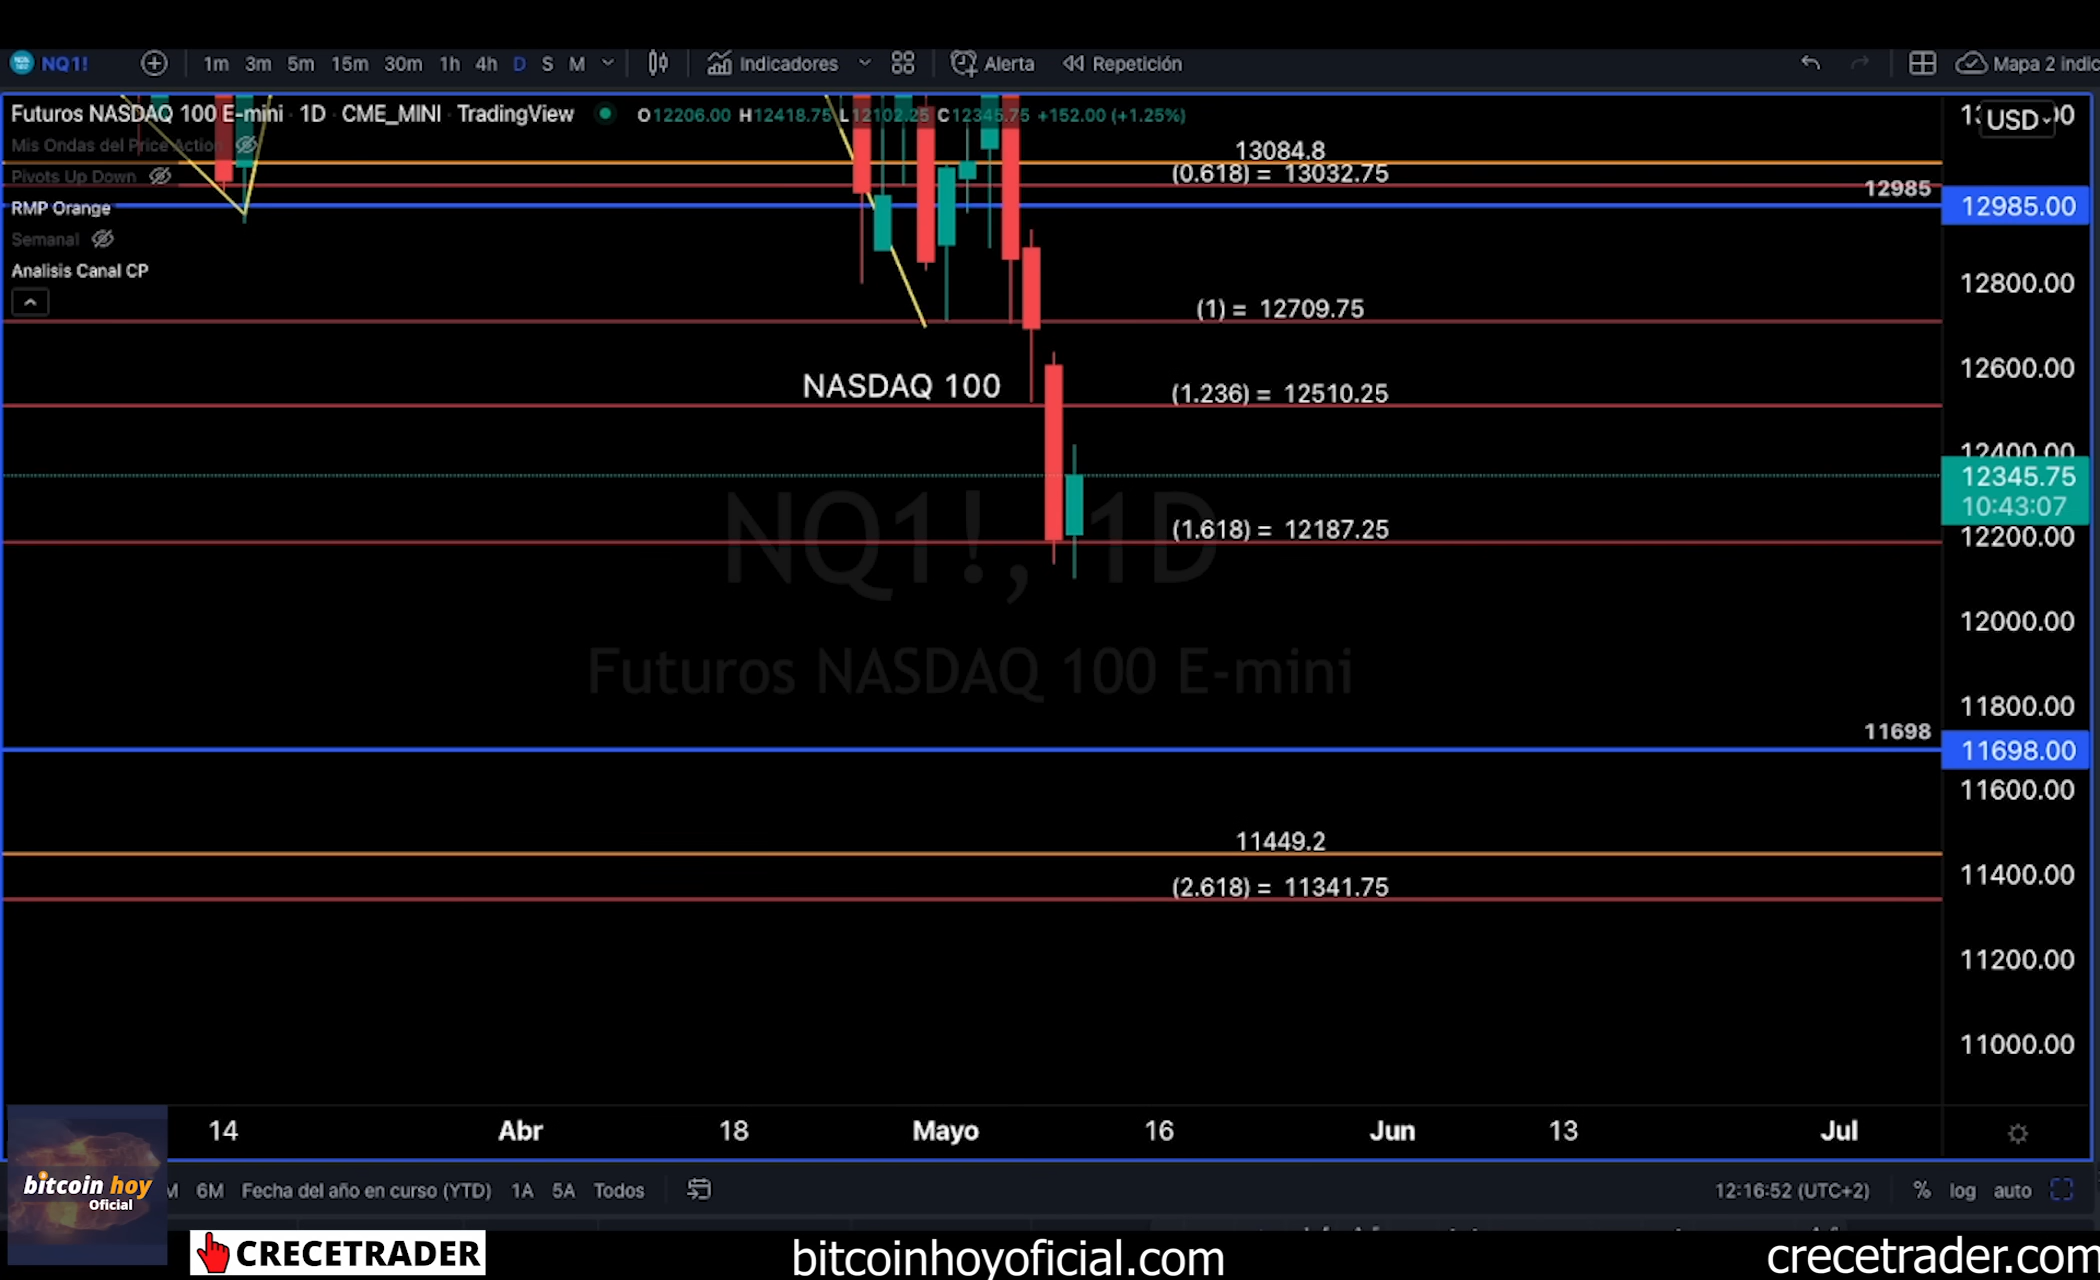 NQ1! 1m 3m 5m 15m 30m 1h 4h D S M Indicadores Alerta Repetición Mapa 2 indic
Futuros NASDAQ 100 E-mini · 1D · CME_MINI · TradingView O12206.00 H12418.75 L12102.25 C12345.75 +152.00 (+1.25%)
USD
Mis Ondas del Price Action
Pivots Up Down
RMP Orange
Semanal
Analisis Canal CP
13084.8
(0.618) = 13032.75
12985
12985.00
12800.00
(1) = 12709.75
12600.00
NASDAQ 100
(1.236) = 12510.25
12400.00
12345.75
10:43:07
(1.618) = 12187.25
12200.00
NQ1!, 1D
Futuros NASDAQ 100 E-mini
12000.00
11800.00
11698
11698.00
11600.00
11449.2
11400.00
(2.618) = 11341.75
11200.00
11000.00
14 Abr 18 Mayo 16 Jun 13 Jul
bitcoin hoy
Oficial
M 6M Fecha del año en curso (YTD) 1A 5A Todos 12:16:52 (UTC+2) % log auto
CRECETRADER
bitcoinhoyoficial.com
crecetrader.com